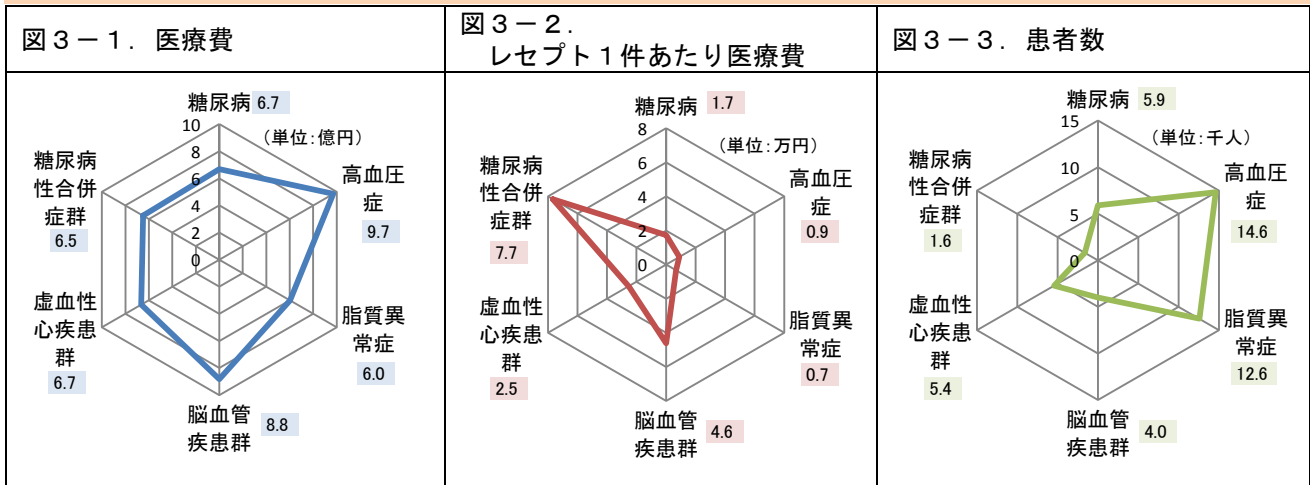 図３－１．医療費
図３－２．
レセプト１件あたり医療費
図３－３．患者数
糖尿病 6.7
(単位:億円)
10
8
6
4
2
0
高血圧
症
9.7
脂質異
常症
6.0
脳血管
疾患群
8.8
虚血性
心疾患
群
6.7
糖尿病
性合併
症群
6.5
糖尿病 1.7
(単位:万円)
8
6
4
2
0
高血圧
症
0.9
脂質異
常症
0.7
脳血管
疾患群
4.6
虚血性
心疾患
群
2.5
糖尿病
性合併
症群
7.7
糖尿病 5.9
(単位:千人)
15
10
5
0
高血圧
症
14.6
脂質異
常症
12.6
脳血管
疾患群
4.0
虚血性
心疾患
群
5.4
糖尿病
性合併
症群
1.6